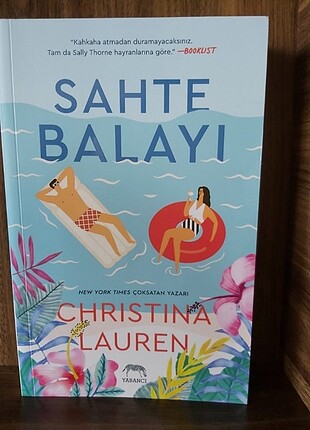 "Kahkaha atmadan duramayacaksınız.
Tam da Sally Thorne hayranlarına göre." —BOOKLIST
SAHTE
BALAYI
NEW YORK TIMES ÇOKSATAN YAZARI
CHRISTINA
LAUREN
YABANCI